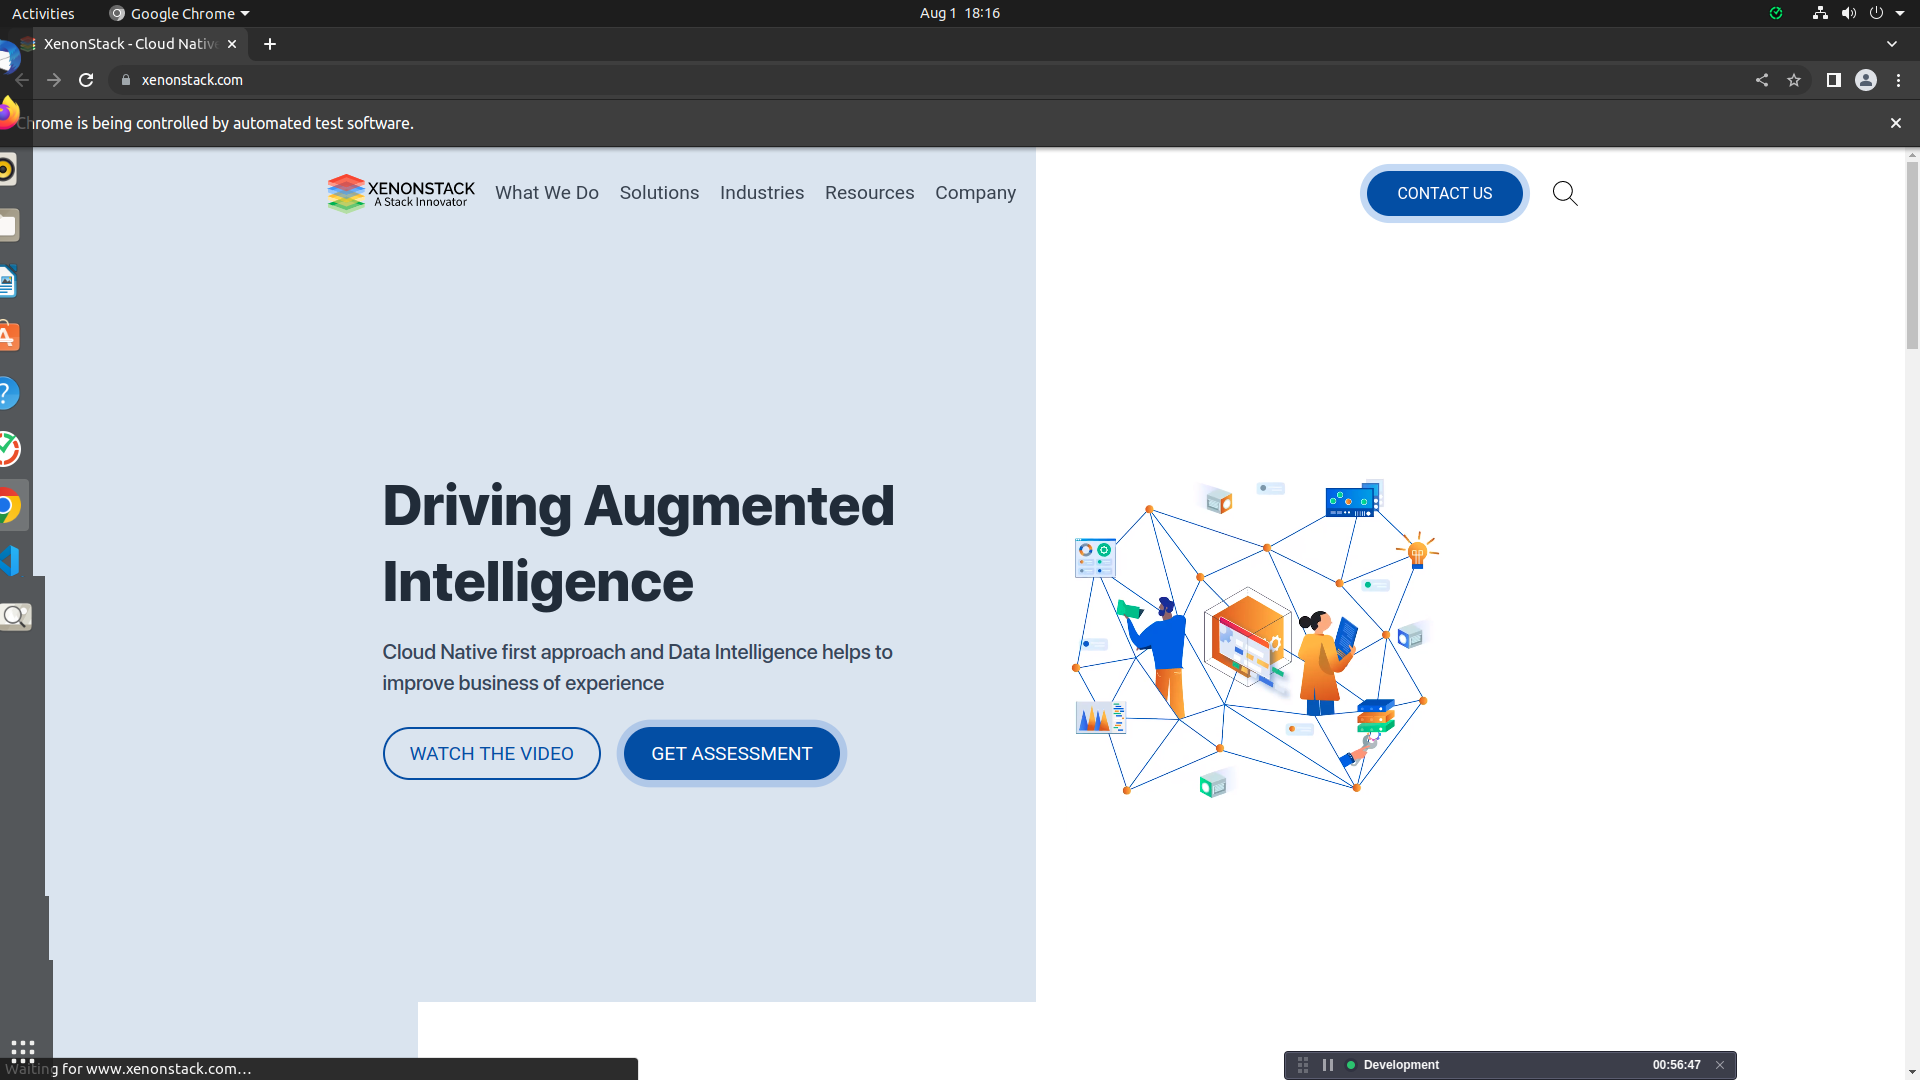 Activities
Google Chrome
Aug 1 18:16
XenonStack - Cloud Native
xenonstack.com
Chrome is being controlled by automated test software.
XENONSTACK
A Stack Innovator
What We Do
Solutions
Industries
Resources
Company
CONTACT US
Driving Augmented
Intelligence
Cloud Native first approach and Data Intelligence helps to
improve business of experience
WATCH THE VIDEO
GET ASSESSMENT
Waiting for www.xenonstack.com…
Development
00:56:47